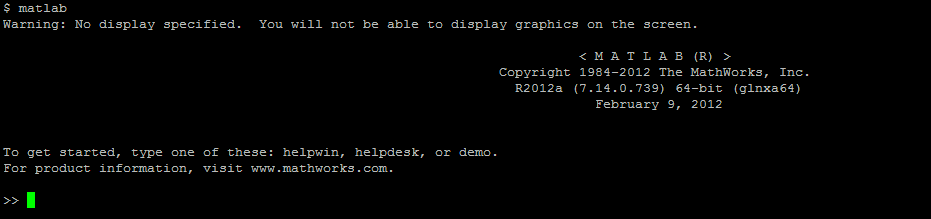 $ matlab
Warning: No display specified.  You will not be able to display graphics on the screen.
< M A T L A B (R) >
Copyright 1984-2012 The MathWorks, Inc.
R2012a (7.14.0.739) 64-bit (glnxa64)
February 9, 2012
To get started, type one of these: helpwin, helpdesk, or demo.
For product information, visit www.mathworks.com.
>>